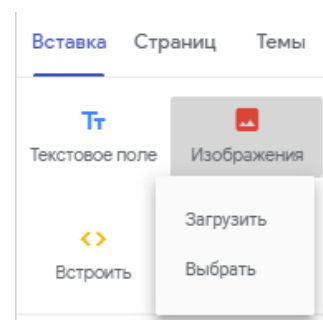 Вставка Страниц Темы
Tт
Текстовое поле Изображения
Загрузить
<> 
Встроить Выбрать